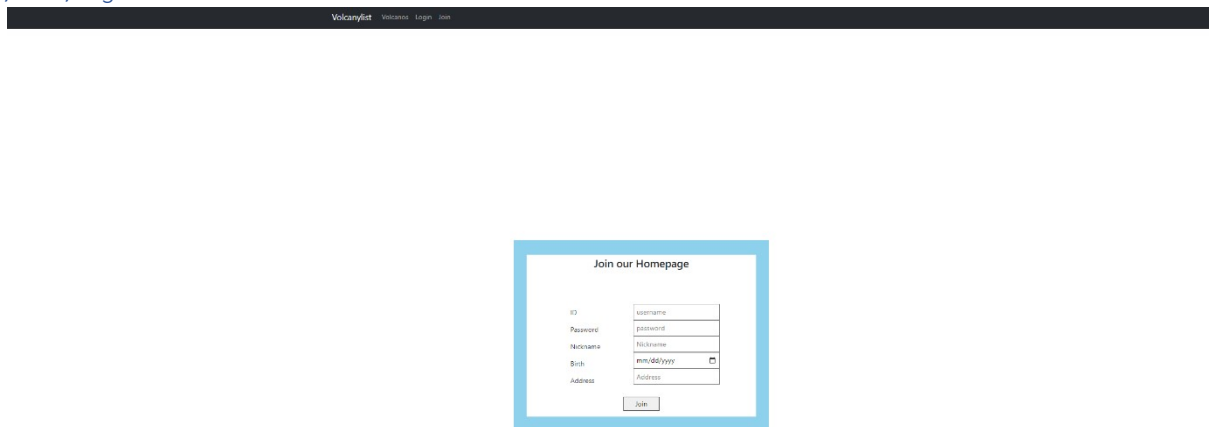 Volcanylist Volcanos Login Join
Join our Homepage
ID username
Password password
Nickname Nickname
Birth mm/dd/yyyy
Address Address
Join